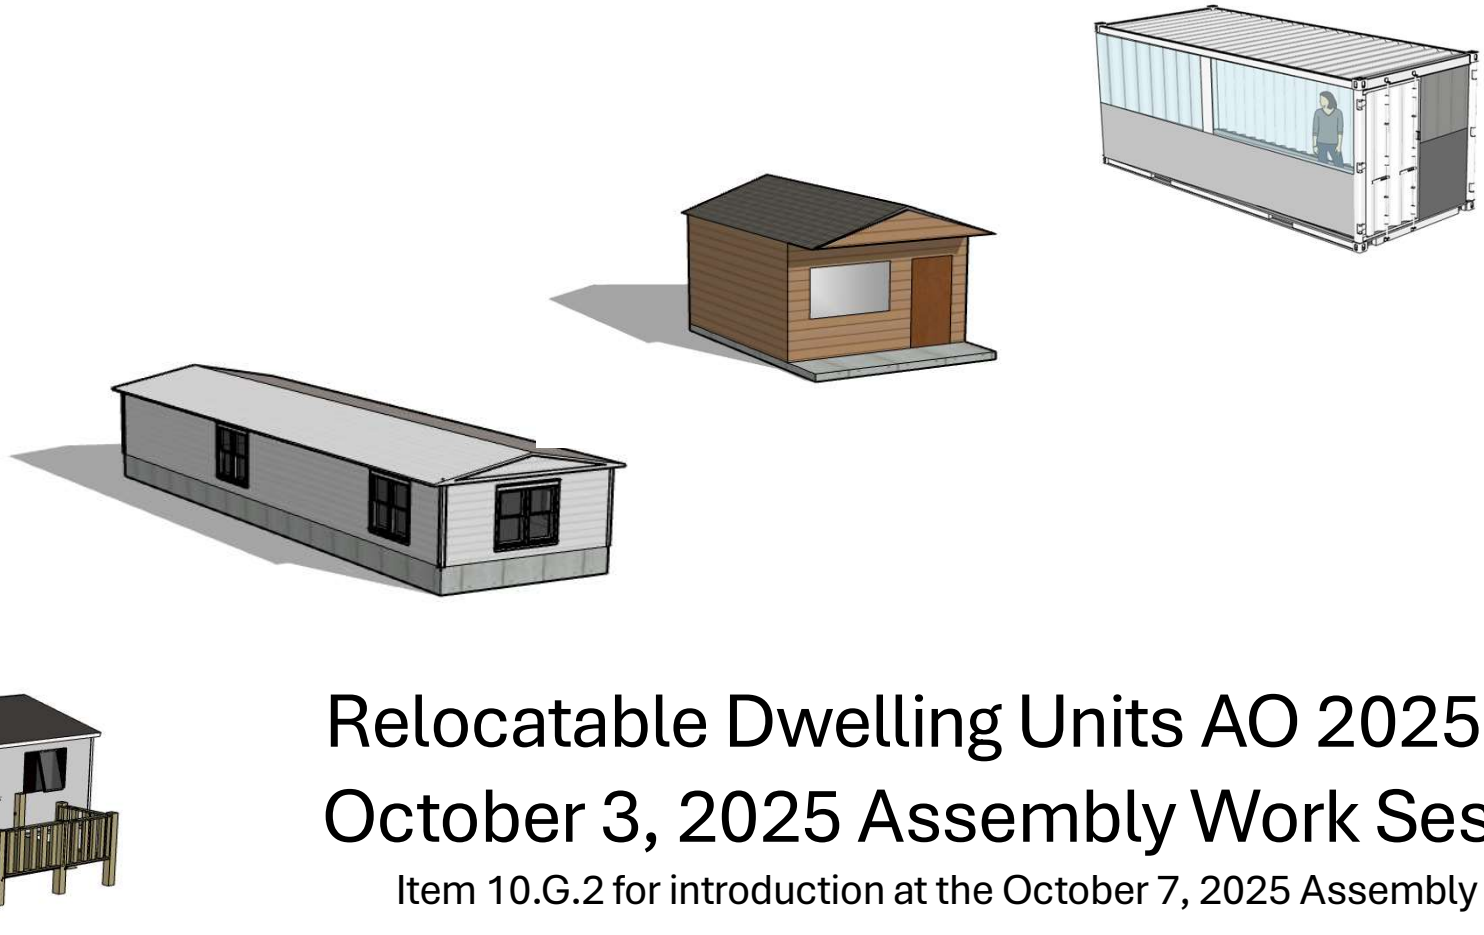 Relocatable Dwelling Units AO 2025
October 3, 2025 Assembly Work Ses
Item 10.G.2 for introduction at the October 7, 2025 Assembly